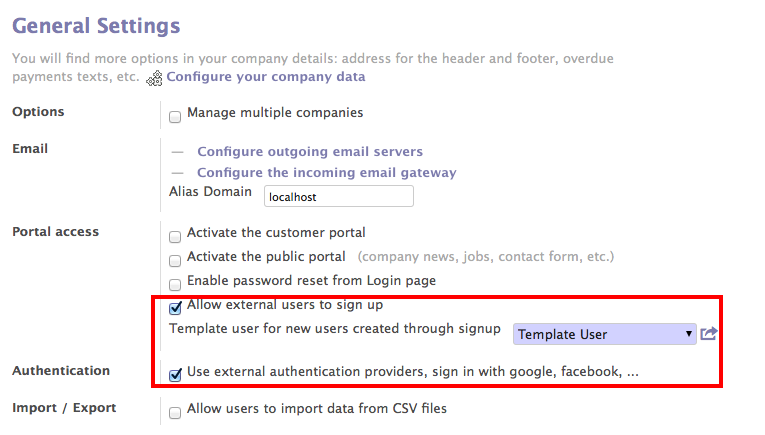 General Settings
You will find more options in your company details: address for the header and footer, overdue
payments texts, etc. Configure your company data
Options Manage multiple companies
Email — Configure outgoing email servers
— Configure the incoming email gateway
Alias Domain localhost
Portal access Activate the customer portal
Activate the public portal (company news, jobs, contact form, etc.)
Enable password reset from Login page
Allow external users to sign up
Template user for new users created through signup Template User
Authentication Use external authentication providers, sign in with google, facebook, ...
Import / Export Allow users to import data from CSV files